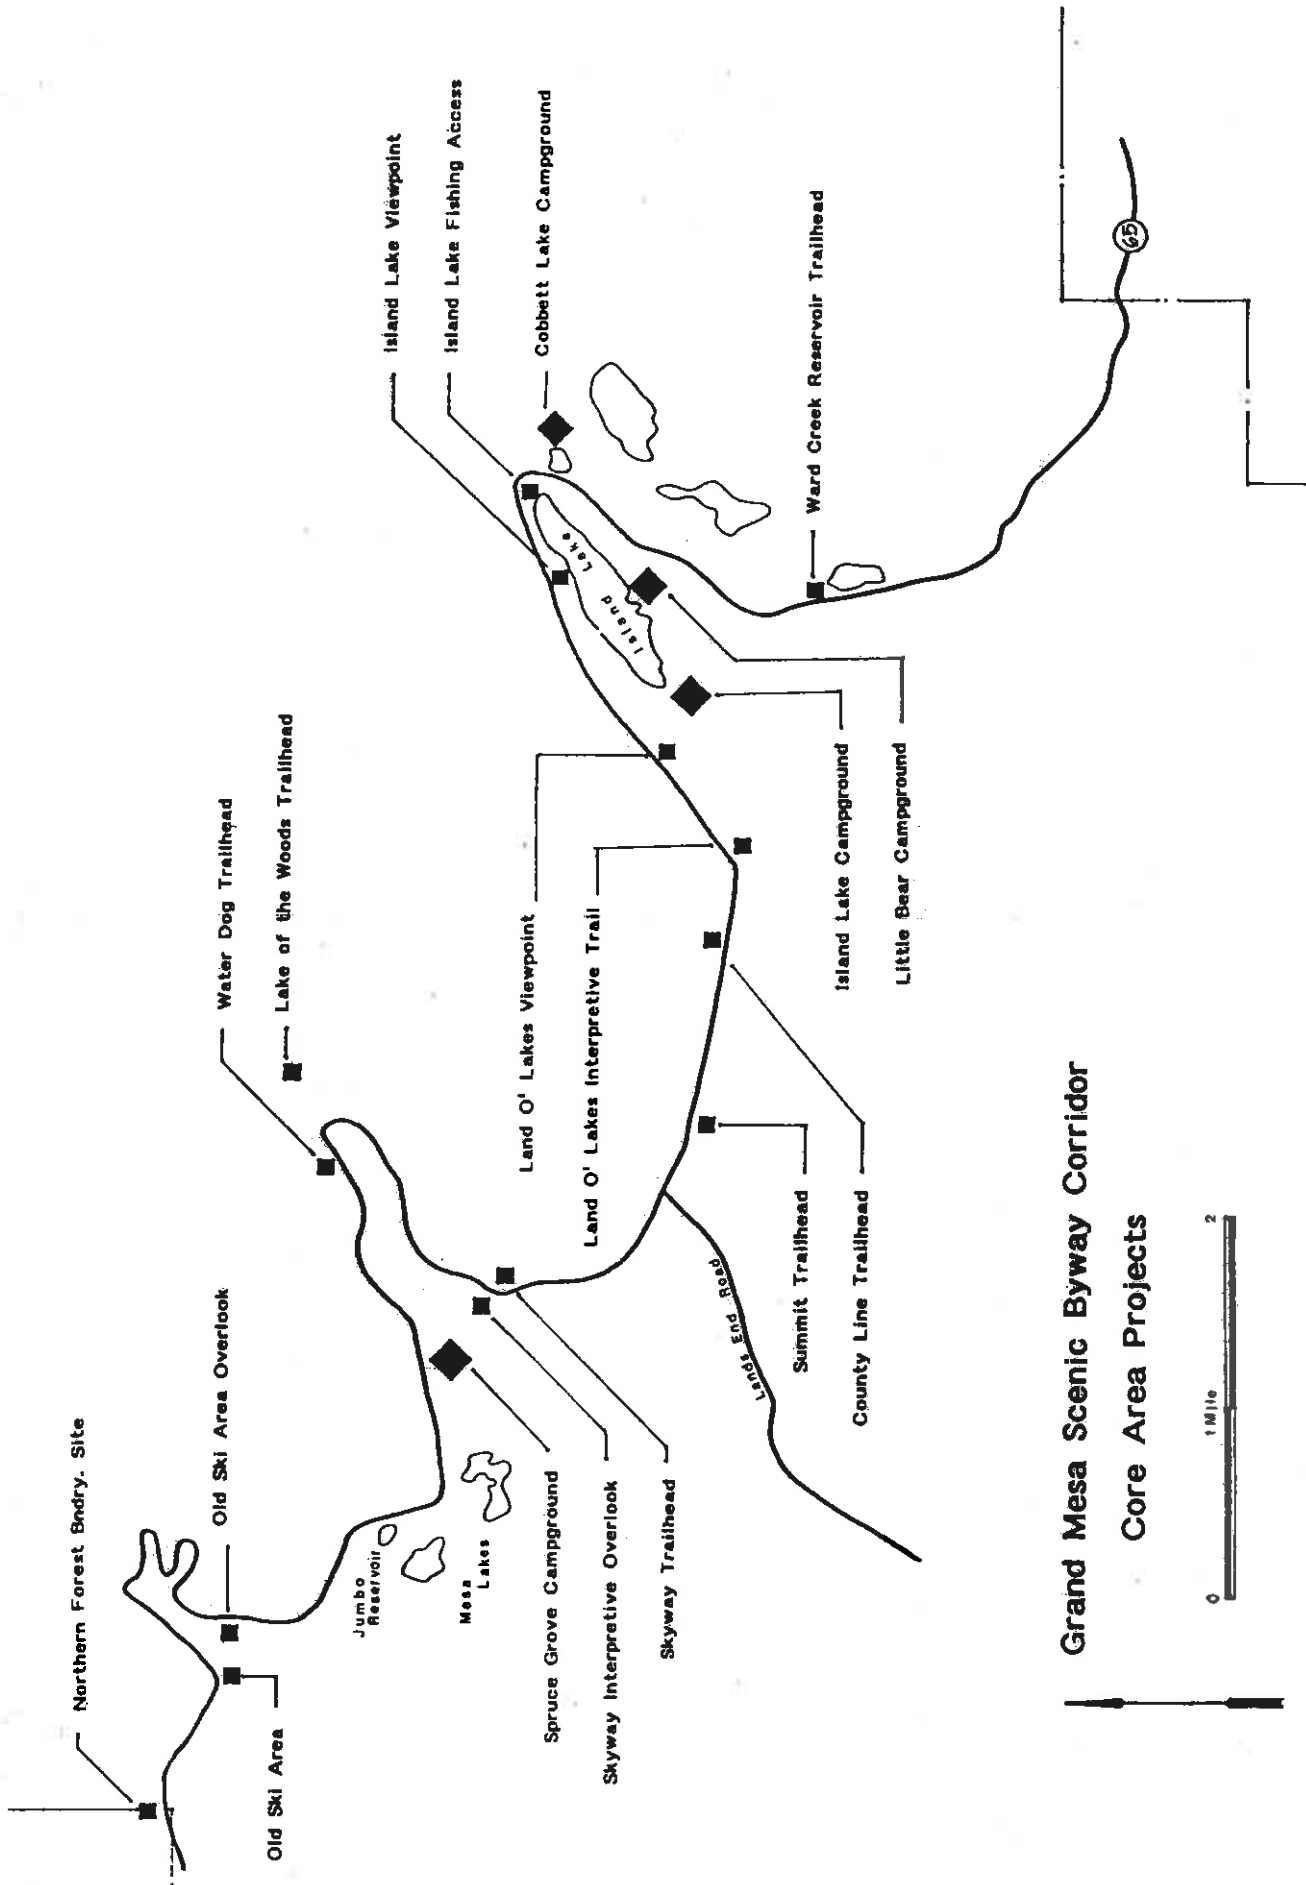 Northern Forest Bndry. Site
Old Ski Area
Old Ski Area Overlook
Jumbo
Reservoir
Mesa
Lakes
Water Dog Trailhead
Lake of the Woods Trailhead
Spruce Grove Campground
Skyway Interpretive Overlook
Skyway Trailhead
Lands End Road
Summit Trailhead
County Line Trailhead
Land O' Lakes Viewpoint
Land O' Lakes Interpretive Trail
Island Lake Campground
Little Bear Campground
Island Lake
Island Lake Viewpoint
Island Lake Fishing Access
Cobbett Lake Campground
Ward Creek Reservoir Trailhead
65
Grand Mesa Scenic Byway Corridor
Core Area Projects
0 1 Mile 2